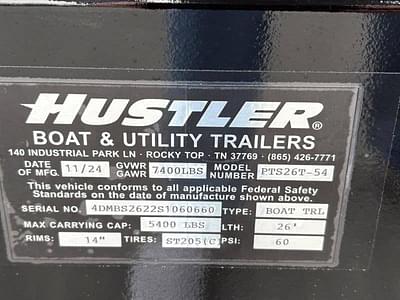 HUSTLER
BOAT & UTILITY TRAILERS
140 INDUSTRIAL PARK LN · ROCKY TOP · TN 37769 · (865) 426-7771
DATE OF MFG. 11/24 GVWR GAWR 7400LBS MODEL NUMBER PTS26T-54
This vehicle conforms to all applicable Federal Safety
Standards on the date of manufacture shown above.
SERIAL NO. 4DMBS2622S1060660 TYPE: BOAT TRL
MAX CARRYING CAP: 5400 LBS LTH: 26'
RIMS: 14" TIRES: ST205(C) PSI: 60